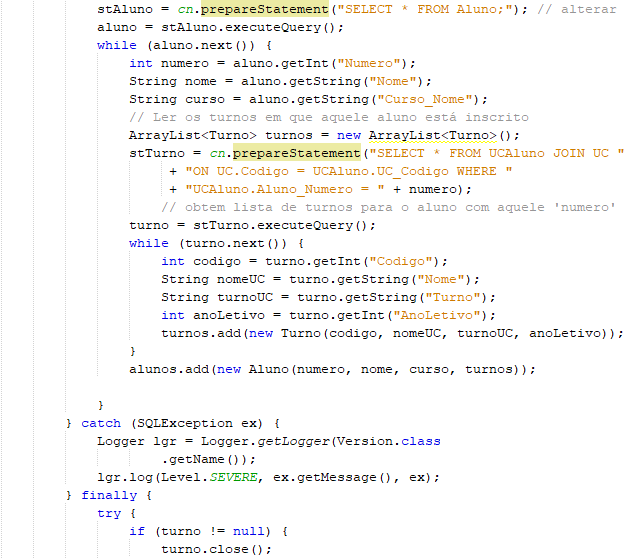 stAluno = cn.prepareStatement("SELECT * FROM Aluno;"); // alterar
aluno = stAluno.executeQuery();
while (aluno.next()) {
int numero = aluno.getInt("Numero");
String nome = aluno.getString("Nome");
String curso = aluno.getString("Curso_Nome");
// Ler os turnos em que aquele aluno está inscrito
ArrayList<Turno> turnos = new ArrayList<Turno>();
stTurno = cn.prepareStatement("SELECT * FROM UCAluno JOIN UC "
+ "ON UC.Codigo = UCAluno.UC_Codigo WHERE "
+ "UCAluno.Aluno_Numero = " + numero);
// obtem lista de turnos para o aluno com aquele 'numero'
turno = stTurno.executeQuery();
while (turno.next()) {
int codigo = turno.getInt("Codigo");
String nomeUC = turno.getString("Nome");
String turnoUC = turno.getString("Turno");
int anoLetivo = turno.getInt("AnoLetivo");
turnos.add(new Turno(codigo, nomeUC, turnoUC, anoLetivo));
}
alunos.add(new Aluno(numero, nome, curso, turnos));
}
} catch (SQLException ex) {
Logger lgr = Logger.getLogger(Version.class
.getName());
lgr.log(Level.SEVERE, ex.getMessage(), ex);
} finally {
try {
if (turno != null) {
turno.close();